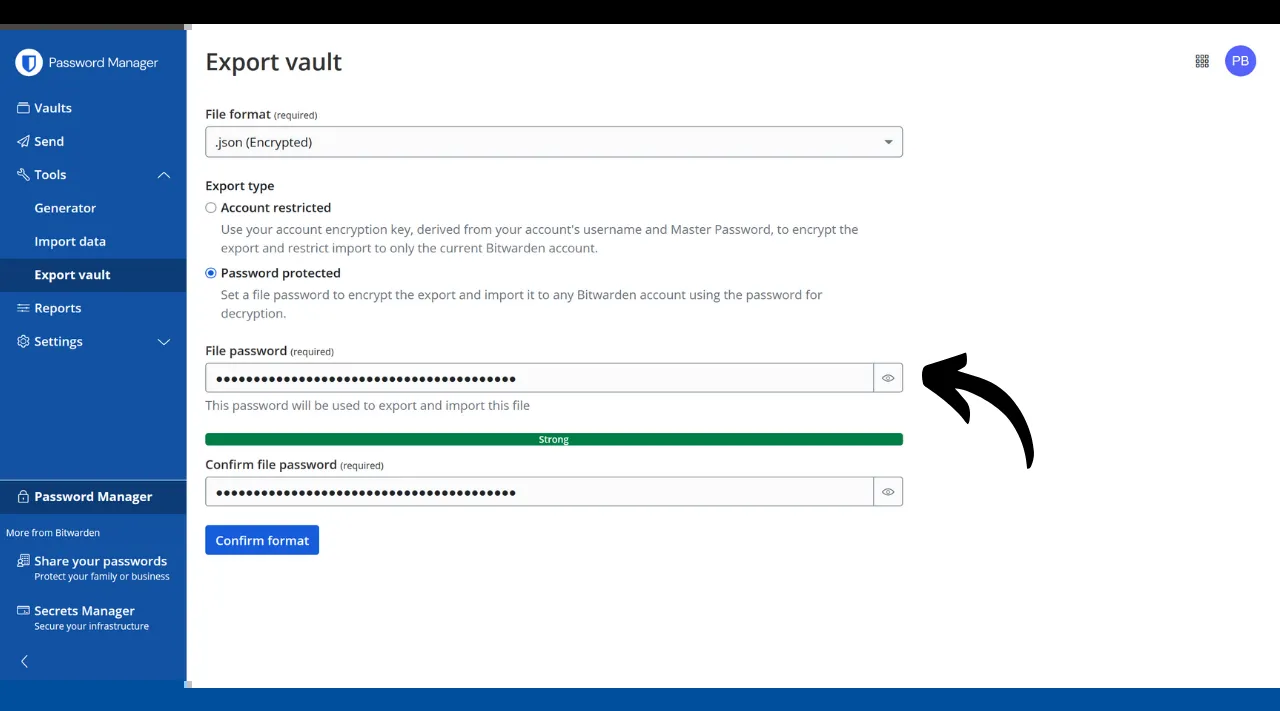 Password Manager
Vaults
Send
Tools
Generator
Import data
Export vault
Reports
Settings
Password Manager
More from Bitwarden
Share your passwords
Protect your family or business
Secrets Manager
Secure your infrastructure
Export vault
PB
File format (required)
.json (Encrypted)
Export type
Account restricted
Use your account encryption key, derived from your account's username and Master Password, to encrypt the
export and restrict import to only the current Bitwarden account.
Password protected
Set a file password to encrypt the export and import it to any Bitwarden account using the password for
decryption.
File password (required)
••••••••••••••••••••••••••••••••••••••••
This password will be used to export and import this file
Strong
Confirm file password (required)
••••••••••••••••••••••••••••••••••••••••
Confirm format